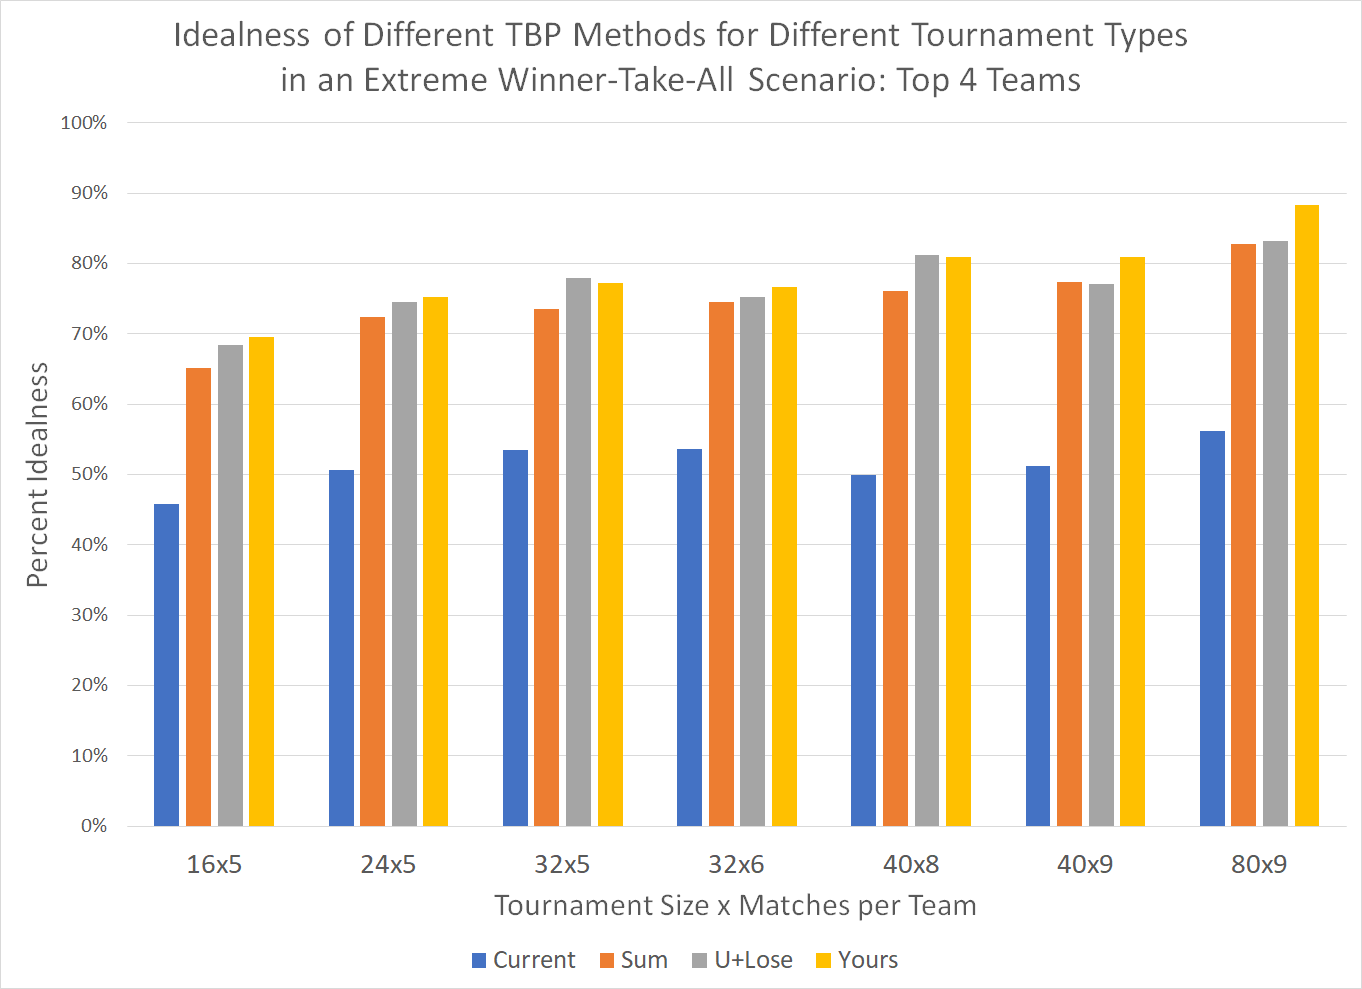 Idealness of Different TBP Methods for Different Tournament Types
in an Extreme Winner-Take-All Scenario: Top 4 Teams
100%
90%
80%
70%
60%
50%
40%
30%
20%
10%
0%
Percent Idealness
16x5 24x5 32x5 32x6 40x8 40x9 80x9
Tournament Size x Matches per Team
Current Sum U+Lose Yours